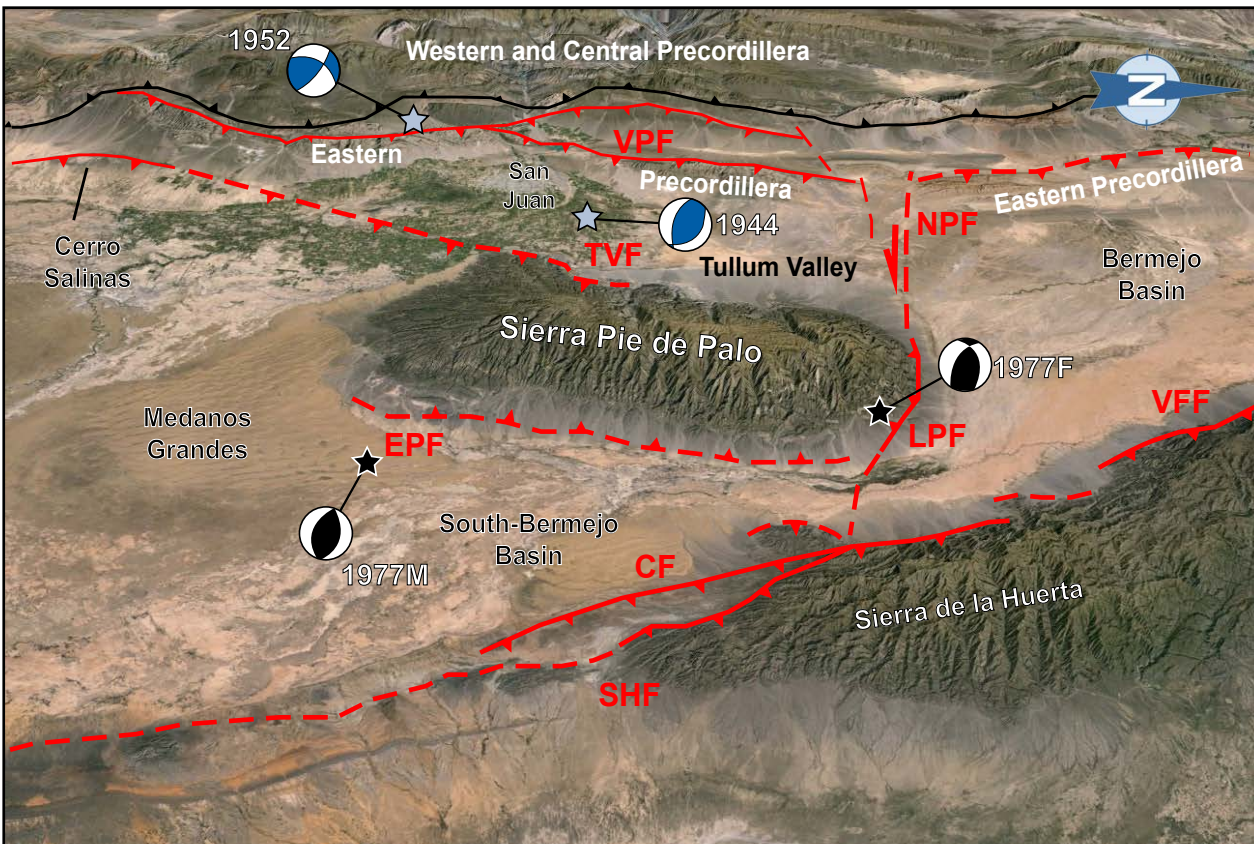 1952
Western and Central Precordillera
N
VPF
Eastern
San
Juan
Precordillera
Eastern Precordillera
NPF
1944
Cerro
Salinas
TVF
Tullum Valley
Bermejo
Basin
Sierra Pie de Palo
1977F
VFF
Medanos
Grandes
EPF
LPF
South-Bermejo
Basin
1977M
CF
Sierra de la Huerta
SHF